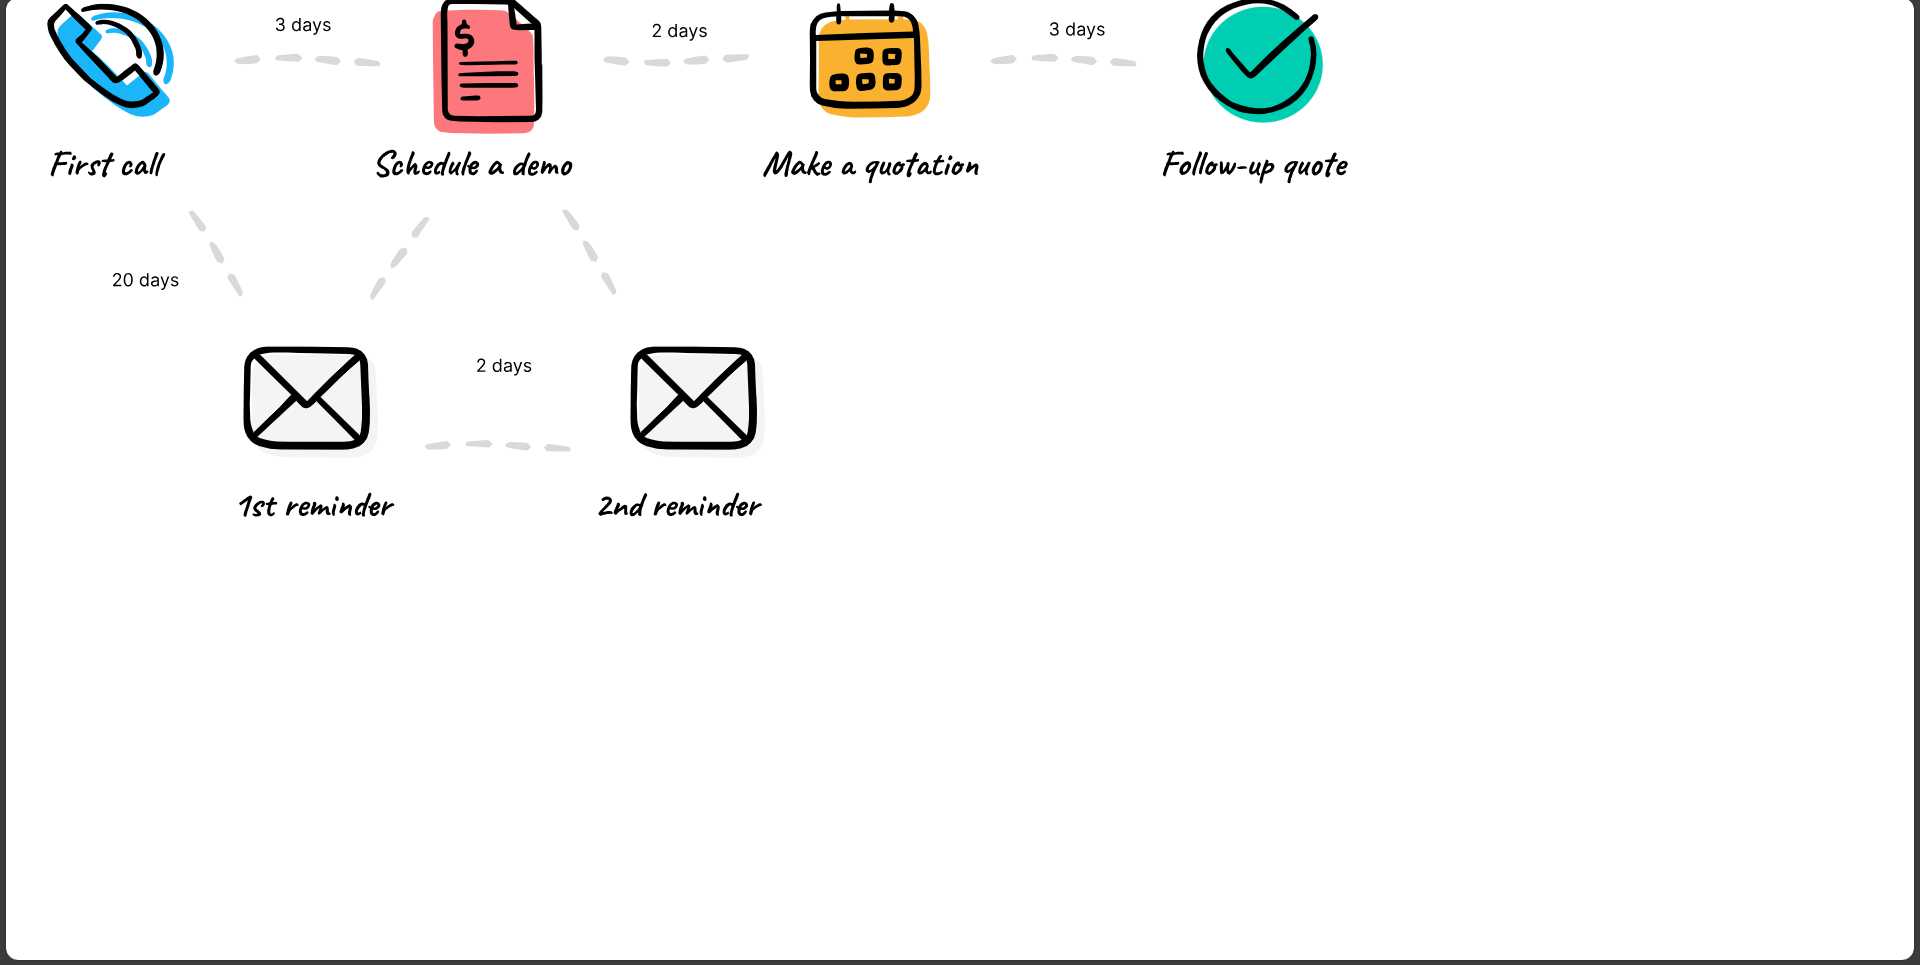 3 days
2 days
3 days
$
First call
Schedule a demo
Make a quotation
Follow-up quote
20 days
2 days
1st reminder
2nd reminder